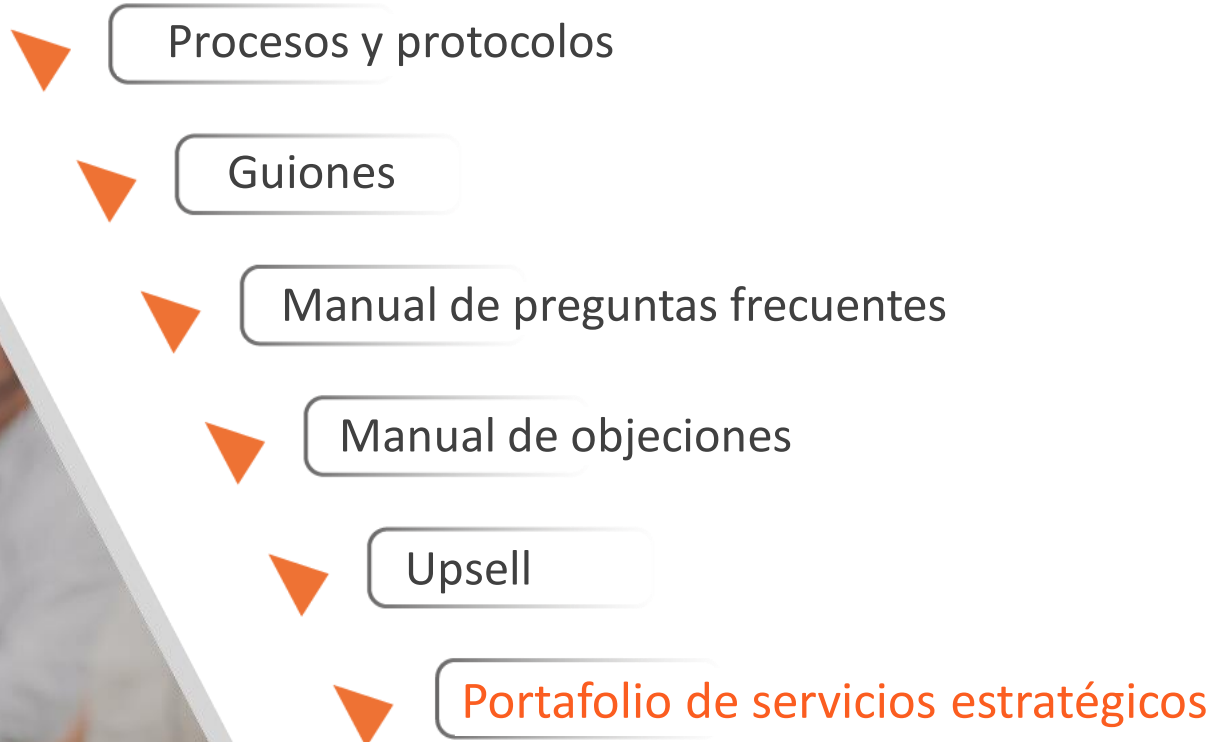 Procesos y protocolos
Guiones
Manual de preguntas frecuentes
Manual de objeciones
Upsell
Portafolio de servicios estratégicos